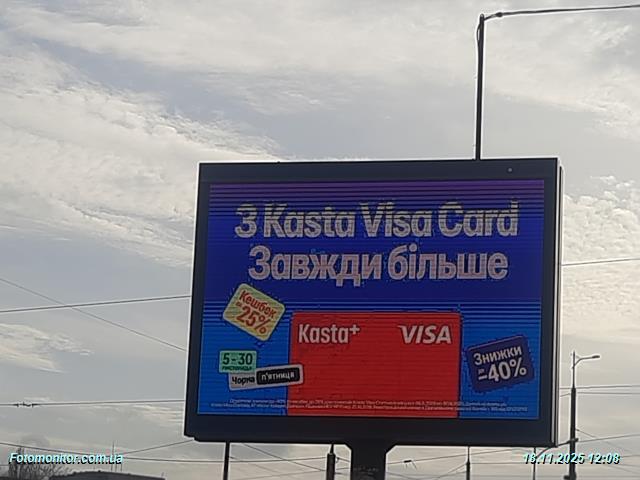 З Kasta Visa Card
Завжди більше
Кешбек
до 25%
Kasta+
VISA
Знижки
до -40%
5-30
листопада
Чорна п'ятниця
Fotomonitor.com.ua
18.11.2025 12:08